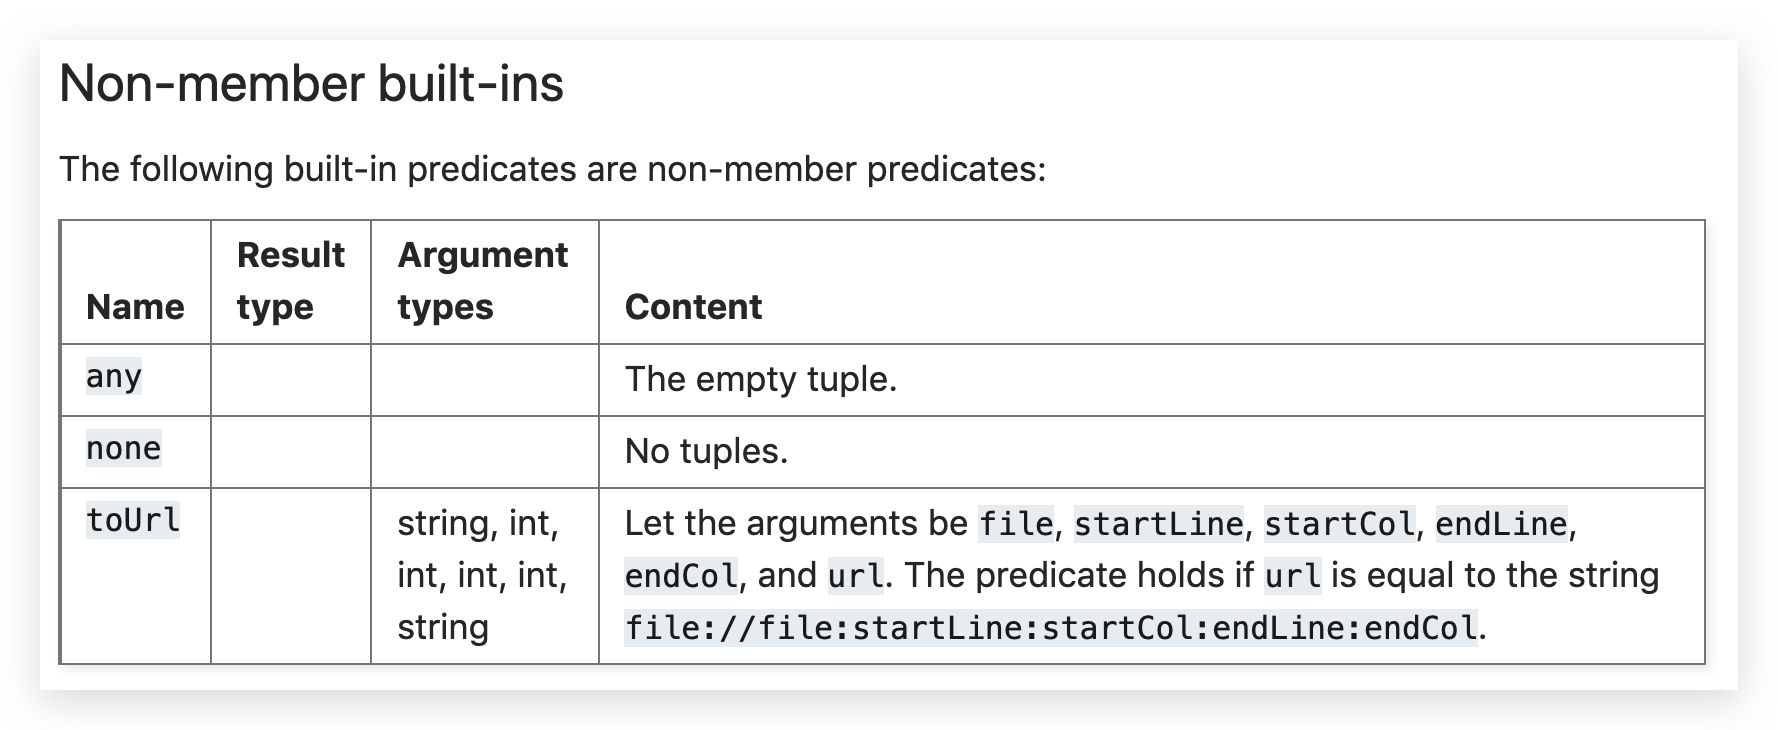 Non-member built-ins
The following built-in predicates are non-member predicates:
Name Result type Argument types Content
any The empty tuple.
none No tuples.
toUrl string, int, int, int, int, string Let the arguments be file, startLine, startCol, endLine, endCol, and url. The predicate holds if url is equal to the string file://file:startLine:startCol:endLine:endCol.